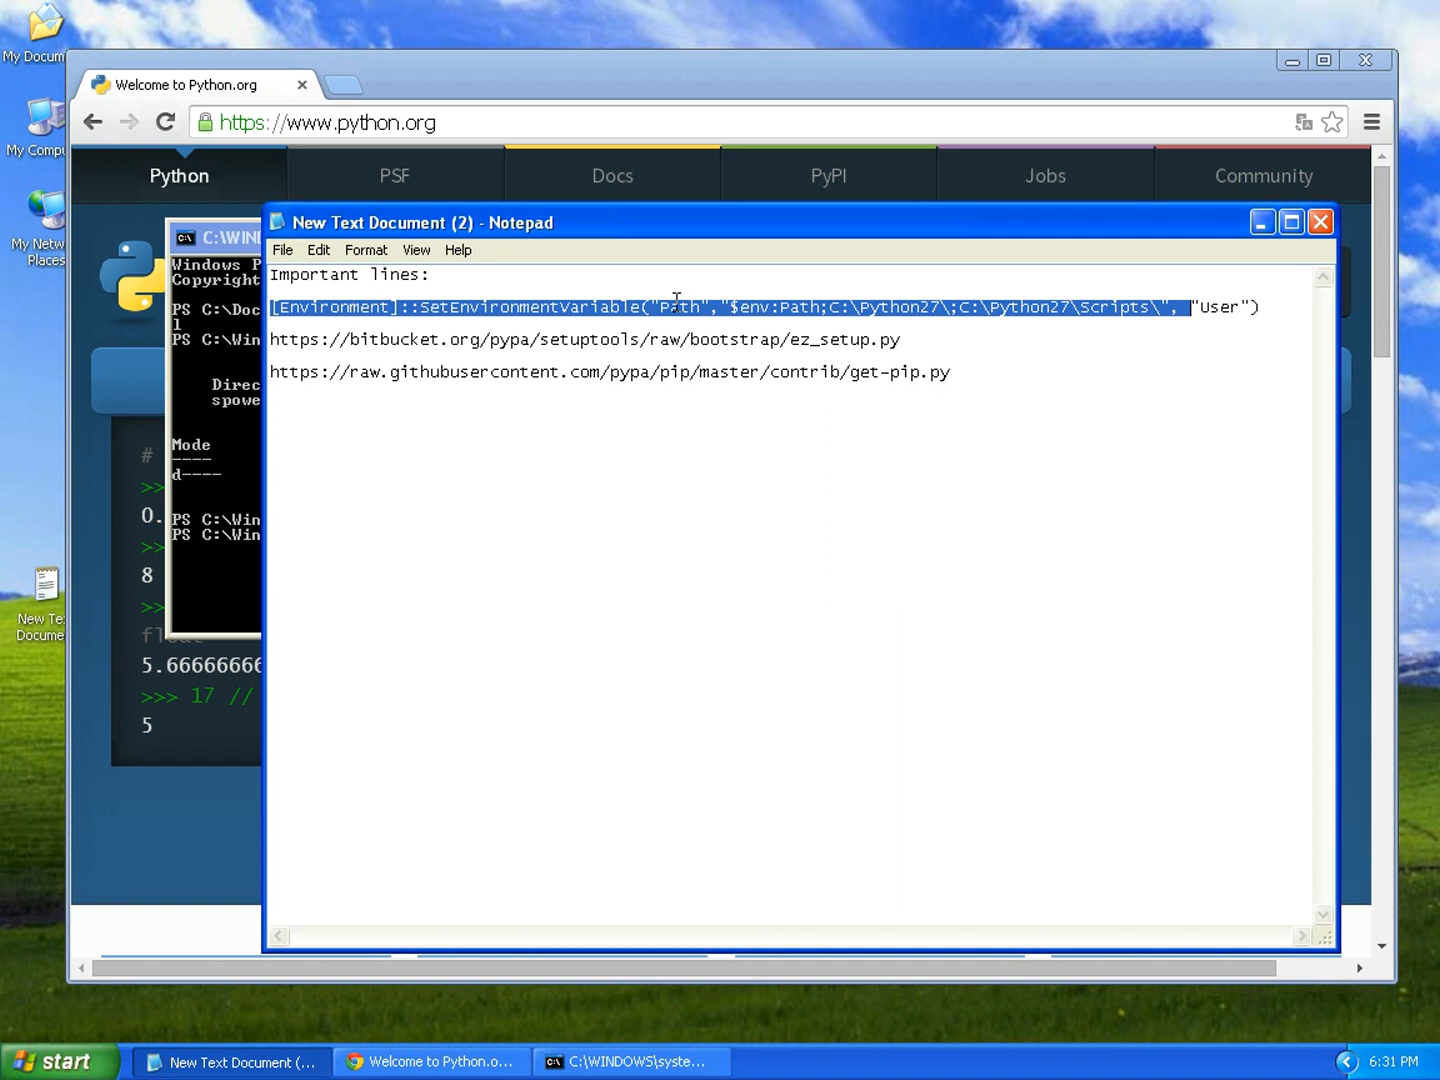 My Docum
Welcome to Python.org
https://www.python.org
My Compu
Python
PSF
Docs
PyPI
Jobs
Community
My Netw
Places
New Text Document (2) - Notepad
C:\WIN
File Edit Format View Help
Windows P
Copyright
Important lines:
[Environment]::SetEnvironmentVariable("Path","$env:Path;C:\Python27\;C:\Python27\Scripts\", "User")
https://bitbucket.org/pypa/setuptools/raw/bootstrap/ez_setup.py
https://raw.githubusercontent.com/pypa/pip/master/contrib/get-pip.py
PS C:\Doc
l
PS C:\Win
Direc
spowe
Mode
----
d----
PS C:\Win
PS C:\Win
#
>>
0.
>>
8
>>
5.66666666
>>> 17 //
5
New Te
Docume
start
New Text Document (...
Welcome to Python.o...
C:\WINDOWS\syste...
6:31 PM